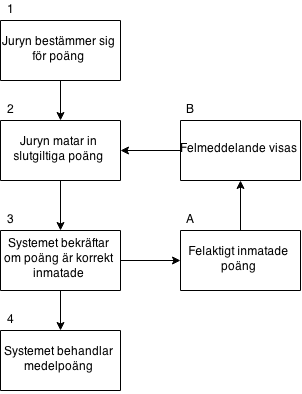 1
Juryn bestämmer sig
för poäng
2
Juryn matar in
slutgiltiga poäng
B
Felmeddelande visas
3
Systemet bekräftar
om poäng är korrekt
inmatade
A
Felaktigt inmatade
poäng
4
Systemet behandlar
medelpoäng